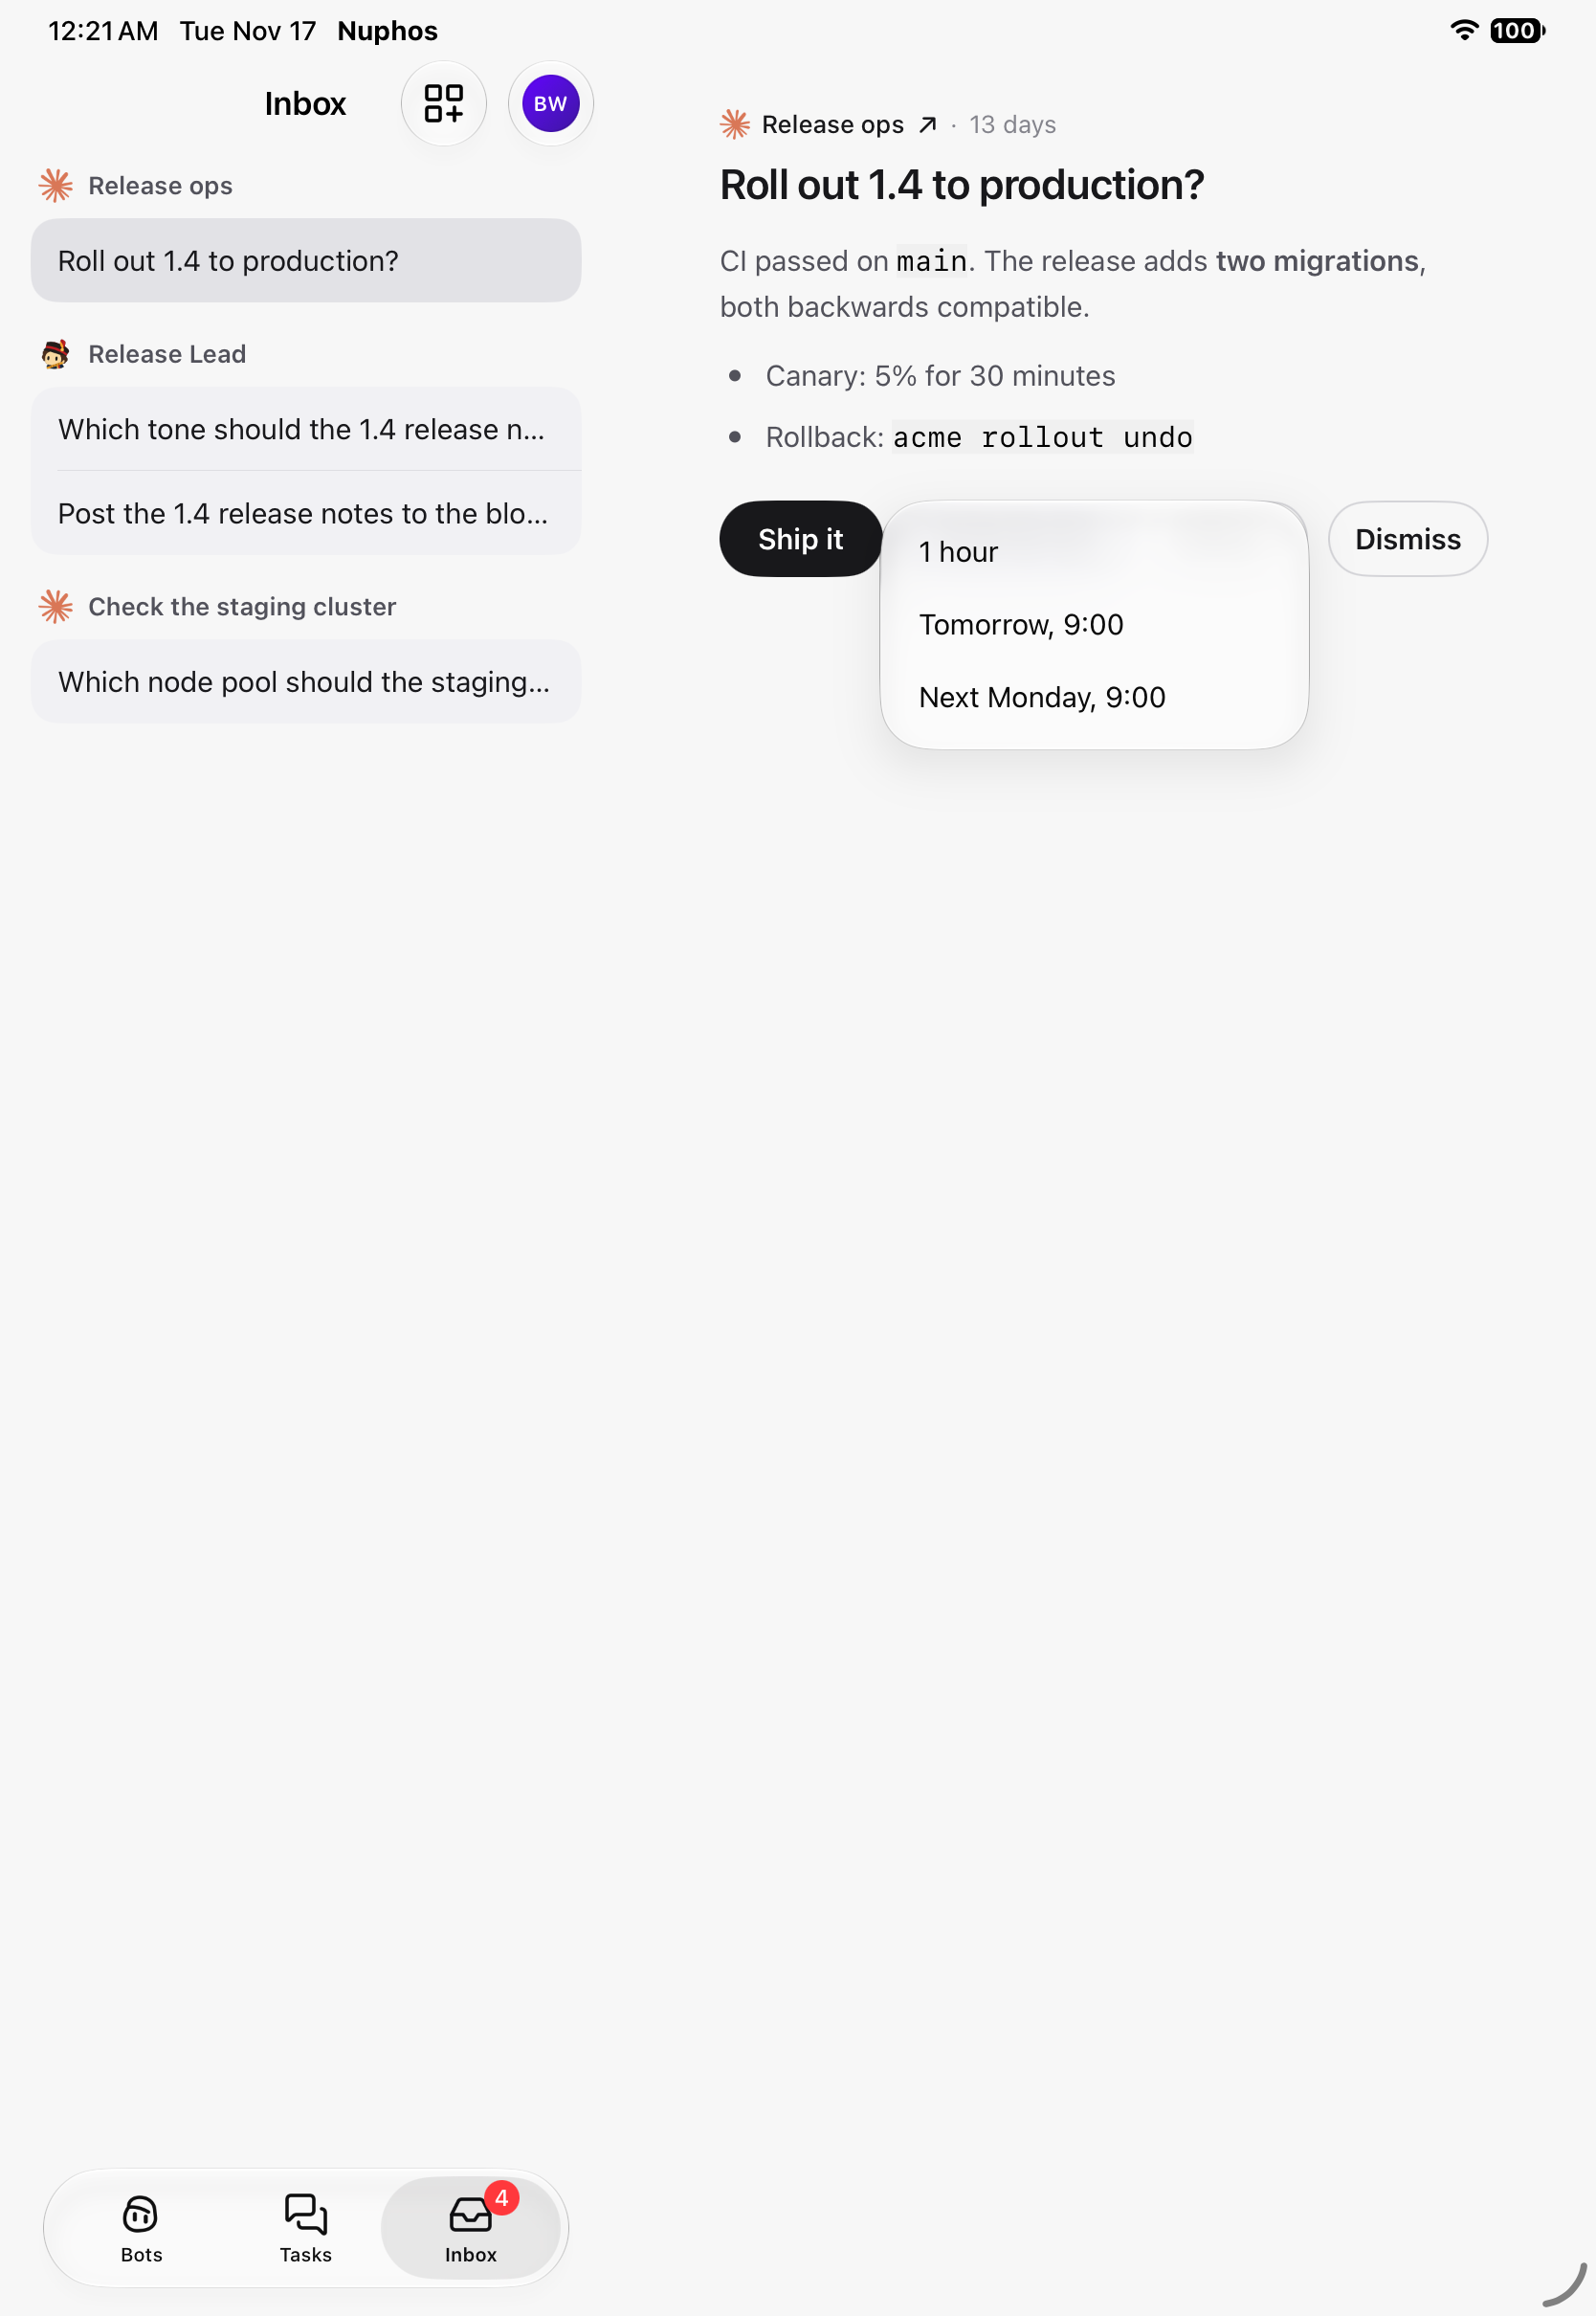 12:21 AM Tue Nov 17 Nuphos
100
Inbox
BW
Release ops
Roll out 1.4 to production?
Release Lead
Which tone should the 1.4 release n...
Post the 1.4 release notes to the blo...
Check the staging cluster
Which node pool should the staging...
Release ops · 13 days
Roll out 1.4 to production?
CI passed on main. The release adds two migrations,
both backwards compatible.
• Canary: 5% for 30 minutes
• Rollback: acme rollout undo
Ship it
1 hour
Tomorrow, 9:00
Next Monday, 9:00
Dismiss
Bots
Tasks
4
Inbox